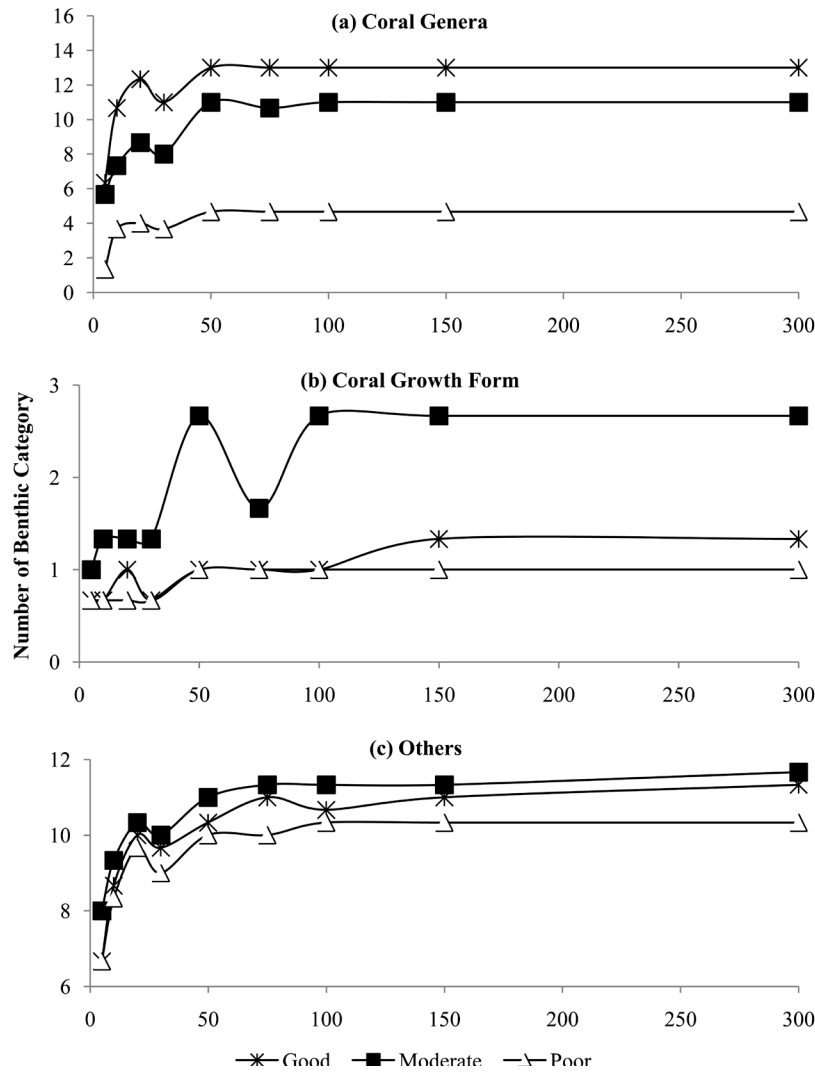 (a) Coral Genera
16
14
12
10
8
6
4
2
0
0 50 100 150 200 250 300
(b) Coral Growth Form
Number of Benthic Category
3
2
1
0
0 50 100 150 200 250 300
(c) Others
12
10
8
6
0 50 100 150 200 250 300
Good Moderate Poor